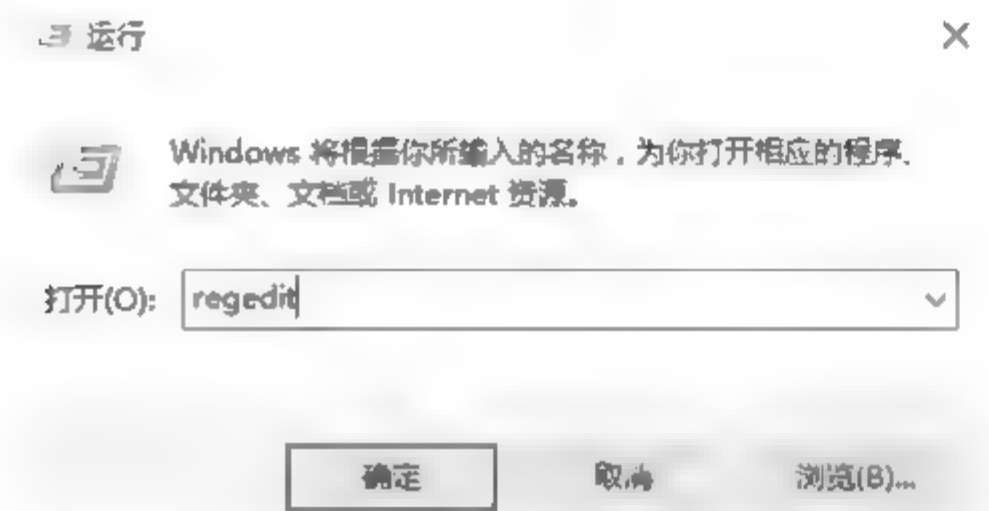 运行
Windows 将根据你所输入的名称，为你打开相应的程序、
文件夹、文档或 Internet 资源。
打开(O): regedit
确定 取消 浏览(B)...